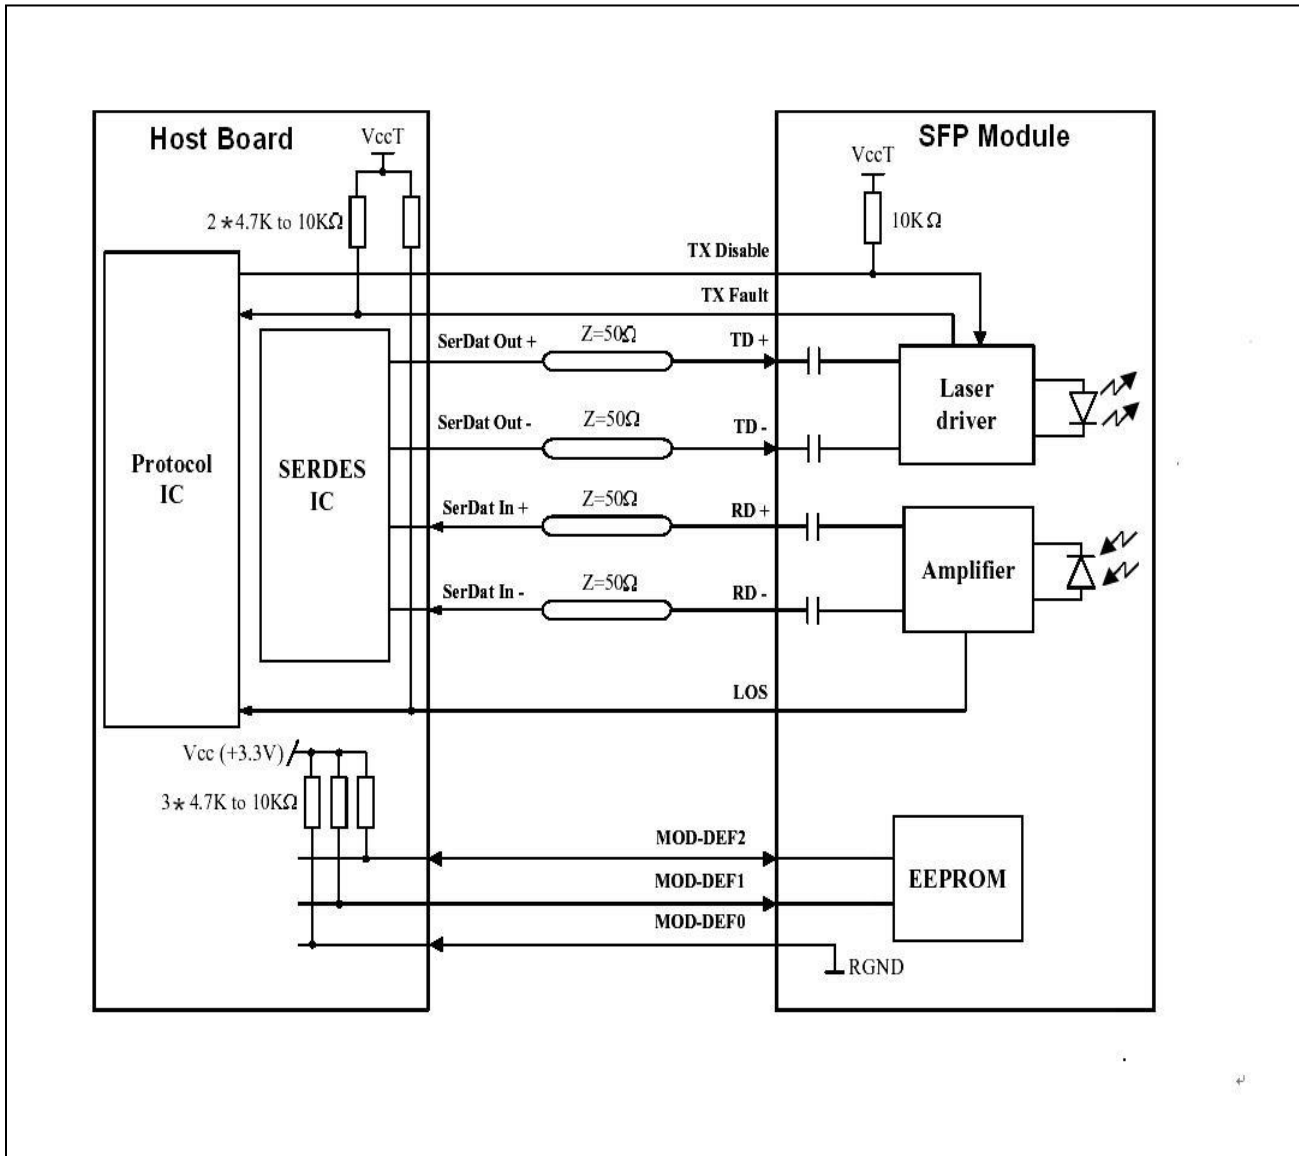 Host Board
SFP Module
VccT
VccT
2*4.7K to 10KΩ
10KΩ
TX Disable
TX Fault
SerDat Out +
Z=50Ω
TD +
Laser
driver
SerDat Out -
Z=50Ω
TD -
Protocol
IC
SERDES
IC
SerDat In +
Z=50Ω
RD +
Amplifier
SerDat In -
Z=50Ω
RD -
LOS
Vcc (+3.3V)
3*4.7K to 10KΩ
MOD-DEF2
EEPROM
MOD-DEF1
MOD-DEF0
RGND